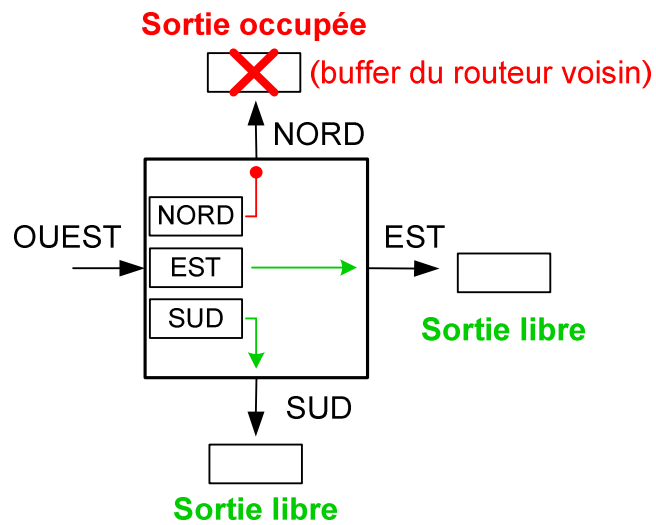 Sortie occupée
(buffer du routeur voisin)
NORD
NORD
OUEST
EST
EST
SUD
Sortie libre
SUD
Sortie libre